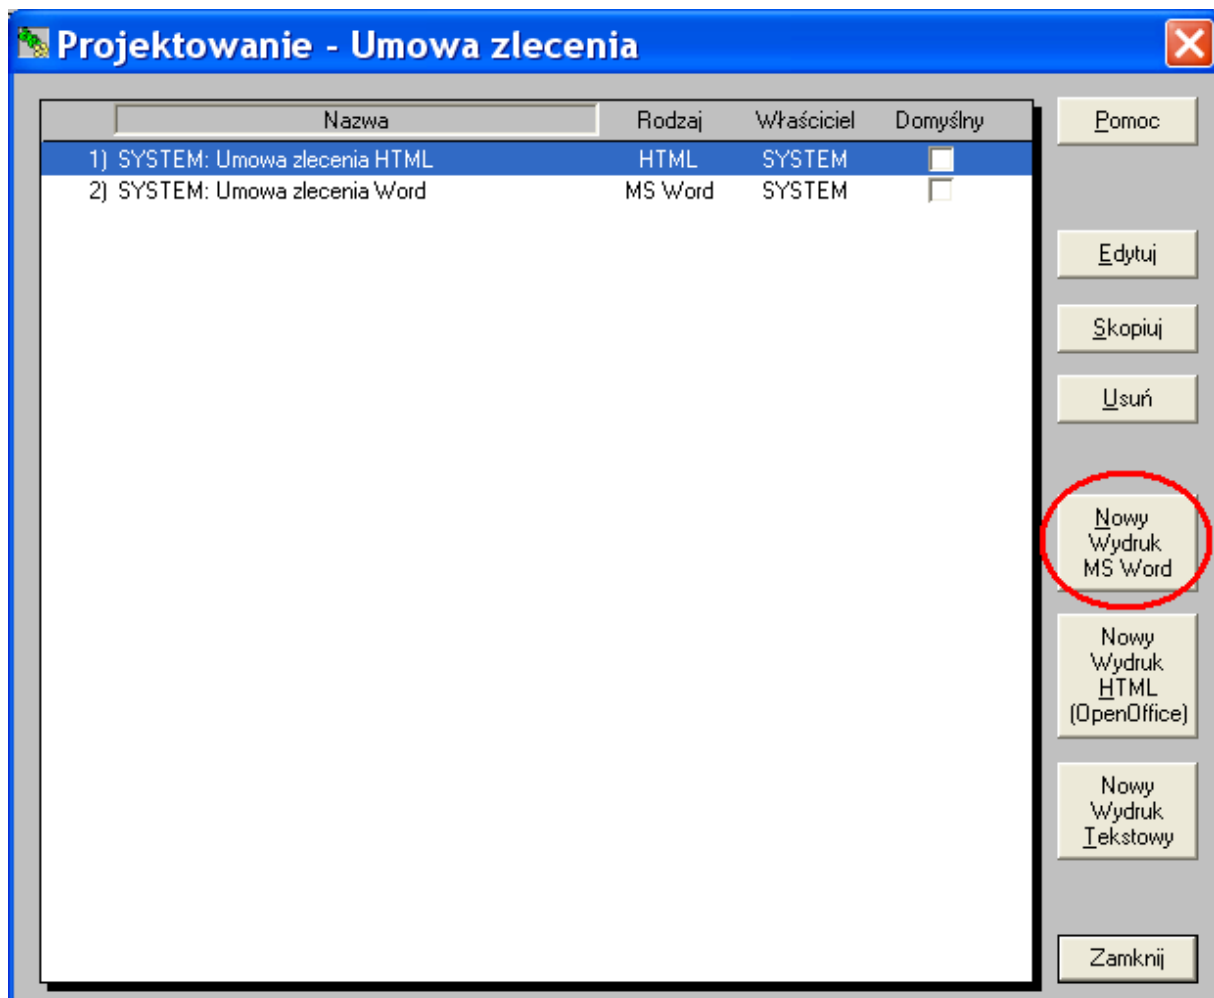 Projektowanie - Umowa zlecenia
Nazwa Rodzaj Właściciel Domyślny
1) SYSTEM: Umowa zlecenia HTML HTML SYSTEM
2) SYSTEM: Umowa zlecenia Word MS Word SYSTEM
Pomoc
Edytuj
Skopiuj
Usuń
Nowy
Wydruk
MS Word
Nowy
Wydruk
HTML
(OpenOffice)
Nowy
Wydruk
Tekstowy
Zamknij